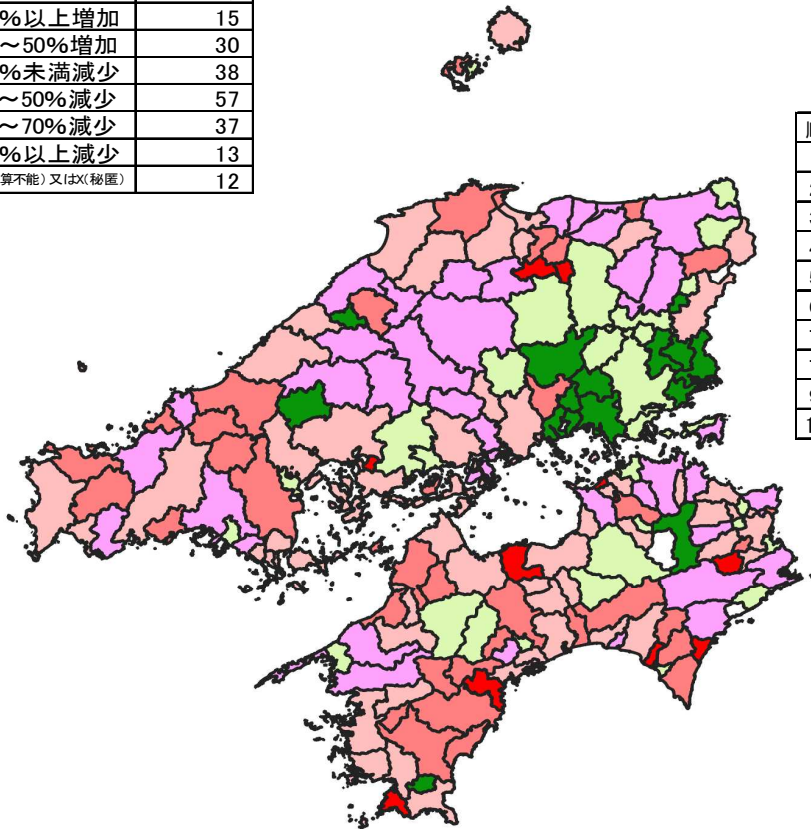 %以上増加 15
～50%増加 30
%未満減少 38
～50%減少 57
～70%減少 37
%以上減少 13
算不能）又はX(秘匿） 12